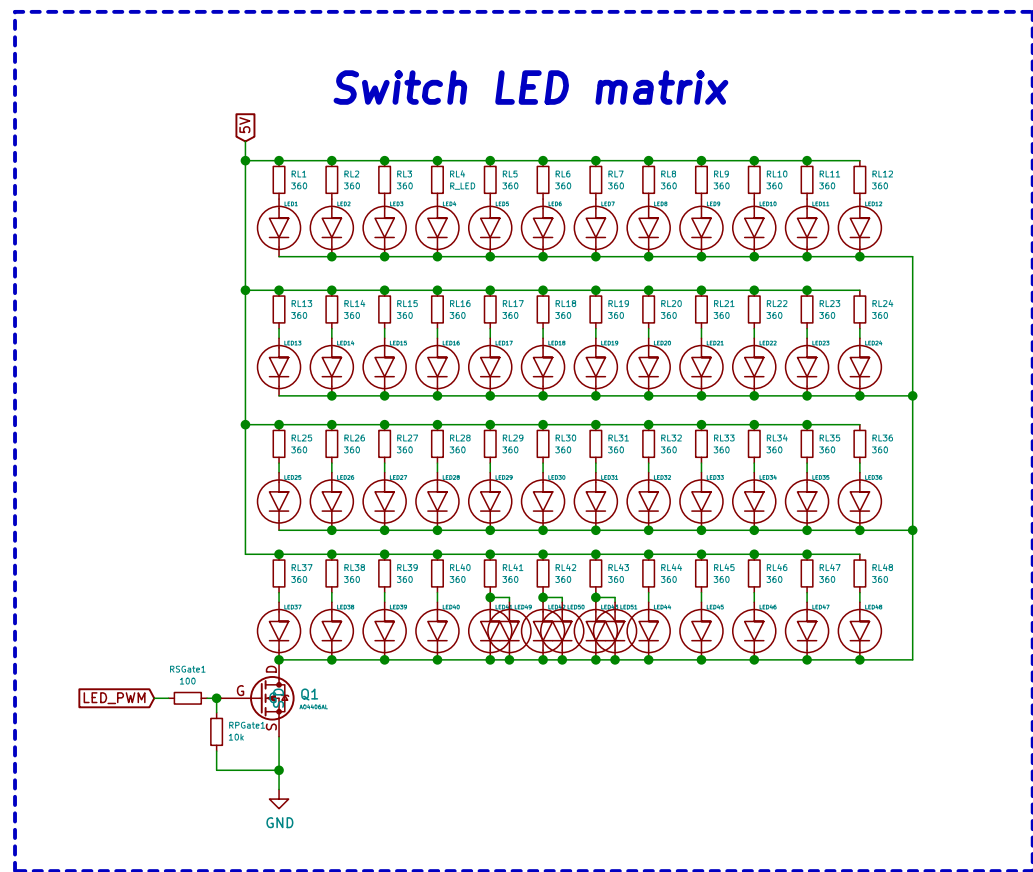 Switch LED matrix
5V
RL1 RL2 RL3 RL4 RL5 RL6 RL7 RL8 RL9 RL10 RL11 RL12
360 360 360 R_LED 360 360 360 360 360 360 360 360
LED1 LED2 LED3 LED4 LED5 LED6 LED7 LED8 LED9 LED10 LED11 LED12
RL13 RL14 RL15 RL16 RL17 RL18 RL19 RL20 RL21 RL22 RL23 RL24
360 360 360 360 360 360 360 360 360 360 360 360
LED13 LED14 LED15 LED16 LED17 LED18 LED19 LED20 LED21 LED22 LED23 LED24
RL25 RL26 RL27 RL28 RL29 RL30 RL31 RL32 RL33 RL34 RL35 RL36
360 360 360 360 360 360 360 360 360 360 360 360
LED25 LED26 LED27 LED28 LED29 LED30 LED31 LED32 LED33 LED34 LED35 LED36
RL37 RL38 RL39 RL40 RL41 RL42 RL43 RL44 RL45 RL46 RL47 RL48
360 360 360 360 360 360 360 360 360 360 360 360
LED37 LED38 LED39 LED40 LED49 LED50 LED51 LED44 LED45 LED46 LED47 LED48
RSGate1
100
LED_PWM
G
D
S
Q1
AO4406AL
RPGate1
10k
GND